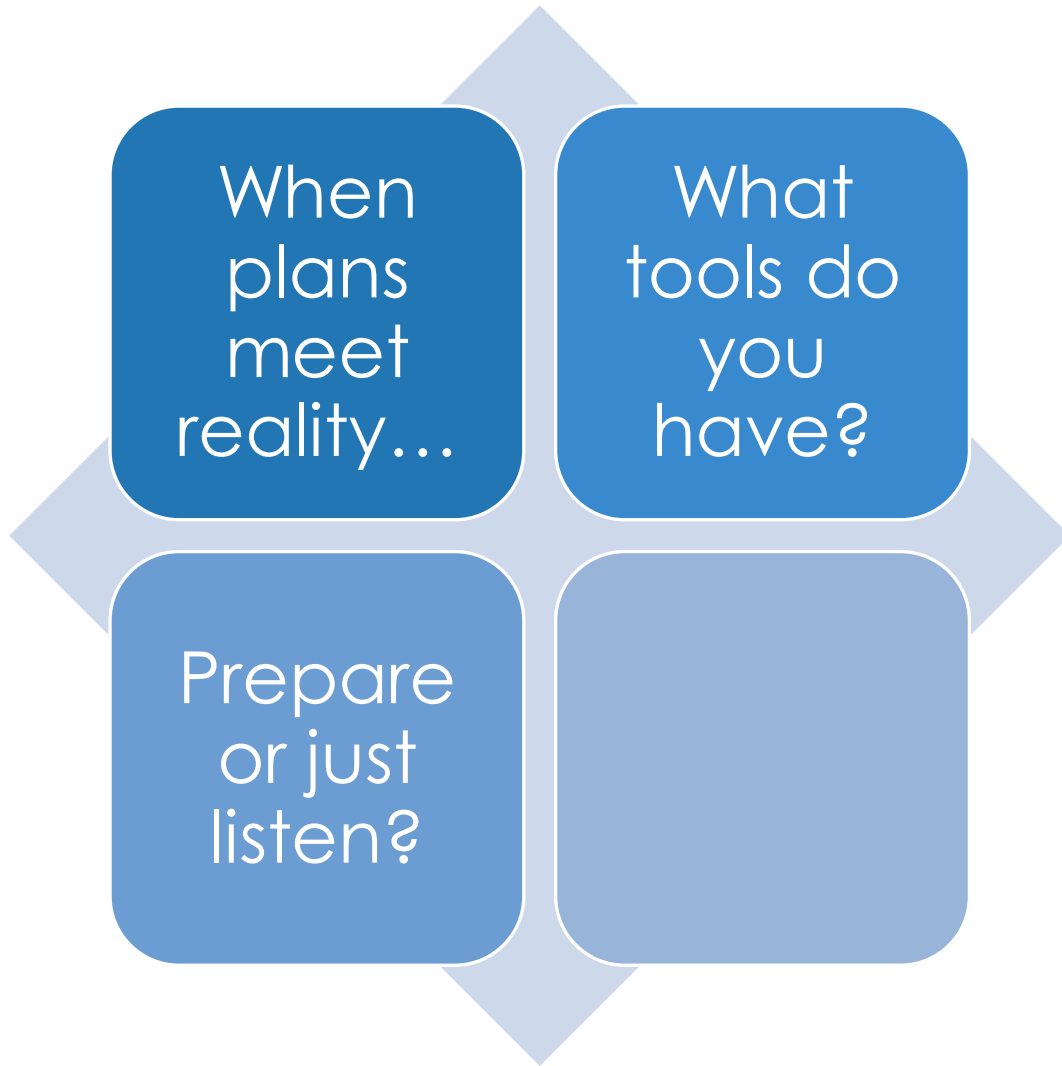 When
plans
meet
reality…
What
tools do
you
have?
Prepare
or just
listen?